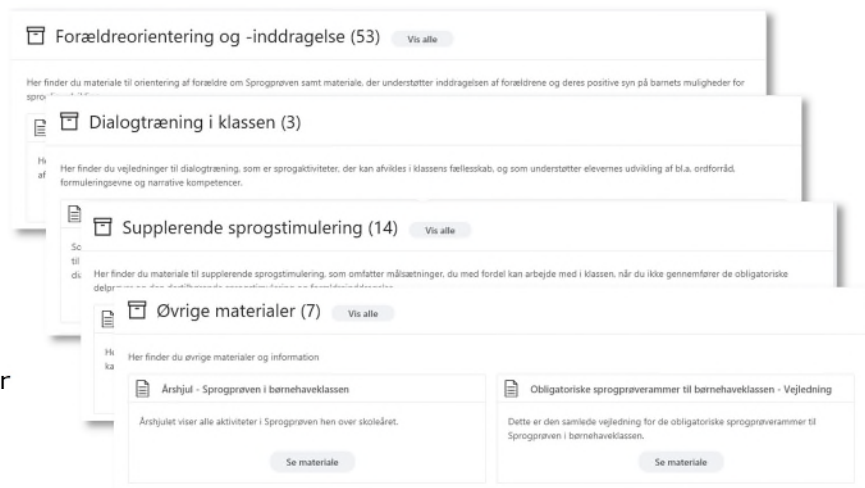 Forældreorientering og -inddragelse (53) Vis alle
Her finder du materiale til orientering af forældre om Sprogprøven samt materiale, der understøtter inddragelsen af forældrene og deres positive syn på barnets muligheder for
Dialogtræning i klassen (3)
Her finder du vejledninger til dialogtræning, som er sprogaktiviteter, der kan afvikles i klassens fællesskab, og som understøtter elevernes udvikling af bl.a. ordforråd,
formuleringsevne og narrative kompetencer.
Supplerende sprogstimulering (14) Vis alle
Her finder du materiale til supplerende sprogstimulering, som omfatter målsætninger, du med fordel kan arbejde med i klassen, når du ikke gennemfører de obligatoriske
Øvrige materialer (7) Vis alle
Her finder du øvrige materialer og information
r
Årshjul - Sprogprøven i børnehaveklassen
Årshjulet viser alle aktiviteter i Sprogprøven hen over skoleåret.
Se materiale
Obligatoriske sprogprøverammer til børnehaveklassen - Vejledning
Dette er den samlede vejledning for de obligatoriske sprogprøverammer til
Sprogprøven i børnehaveklassen.
Se materiale